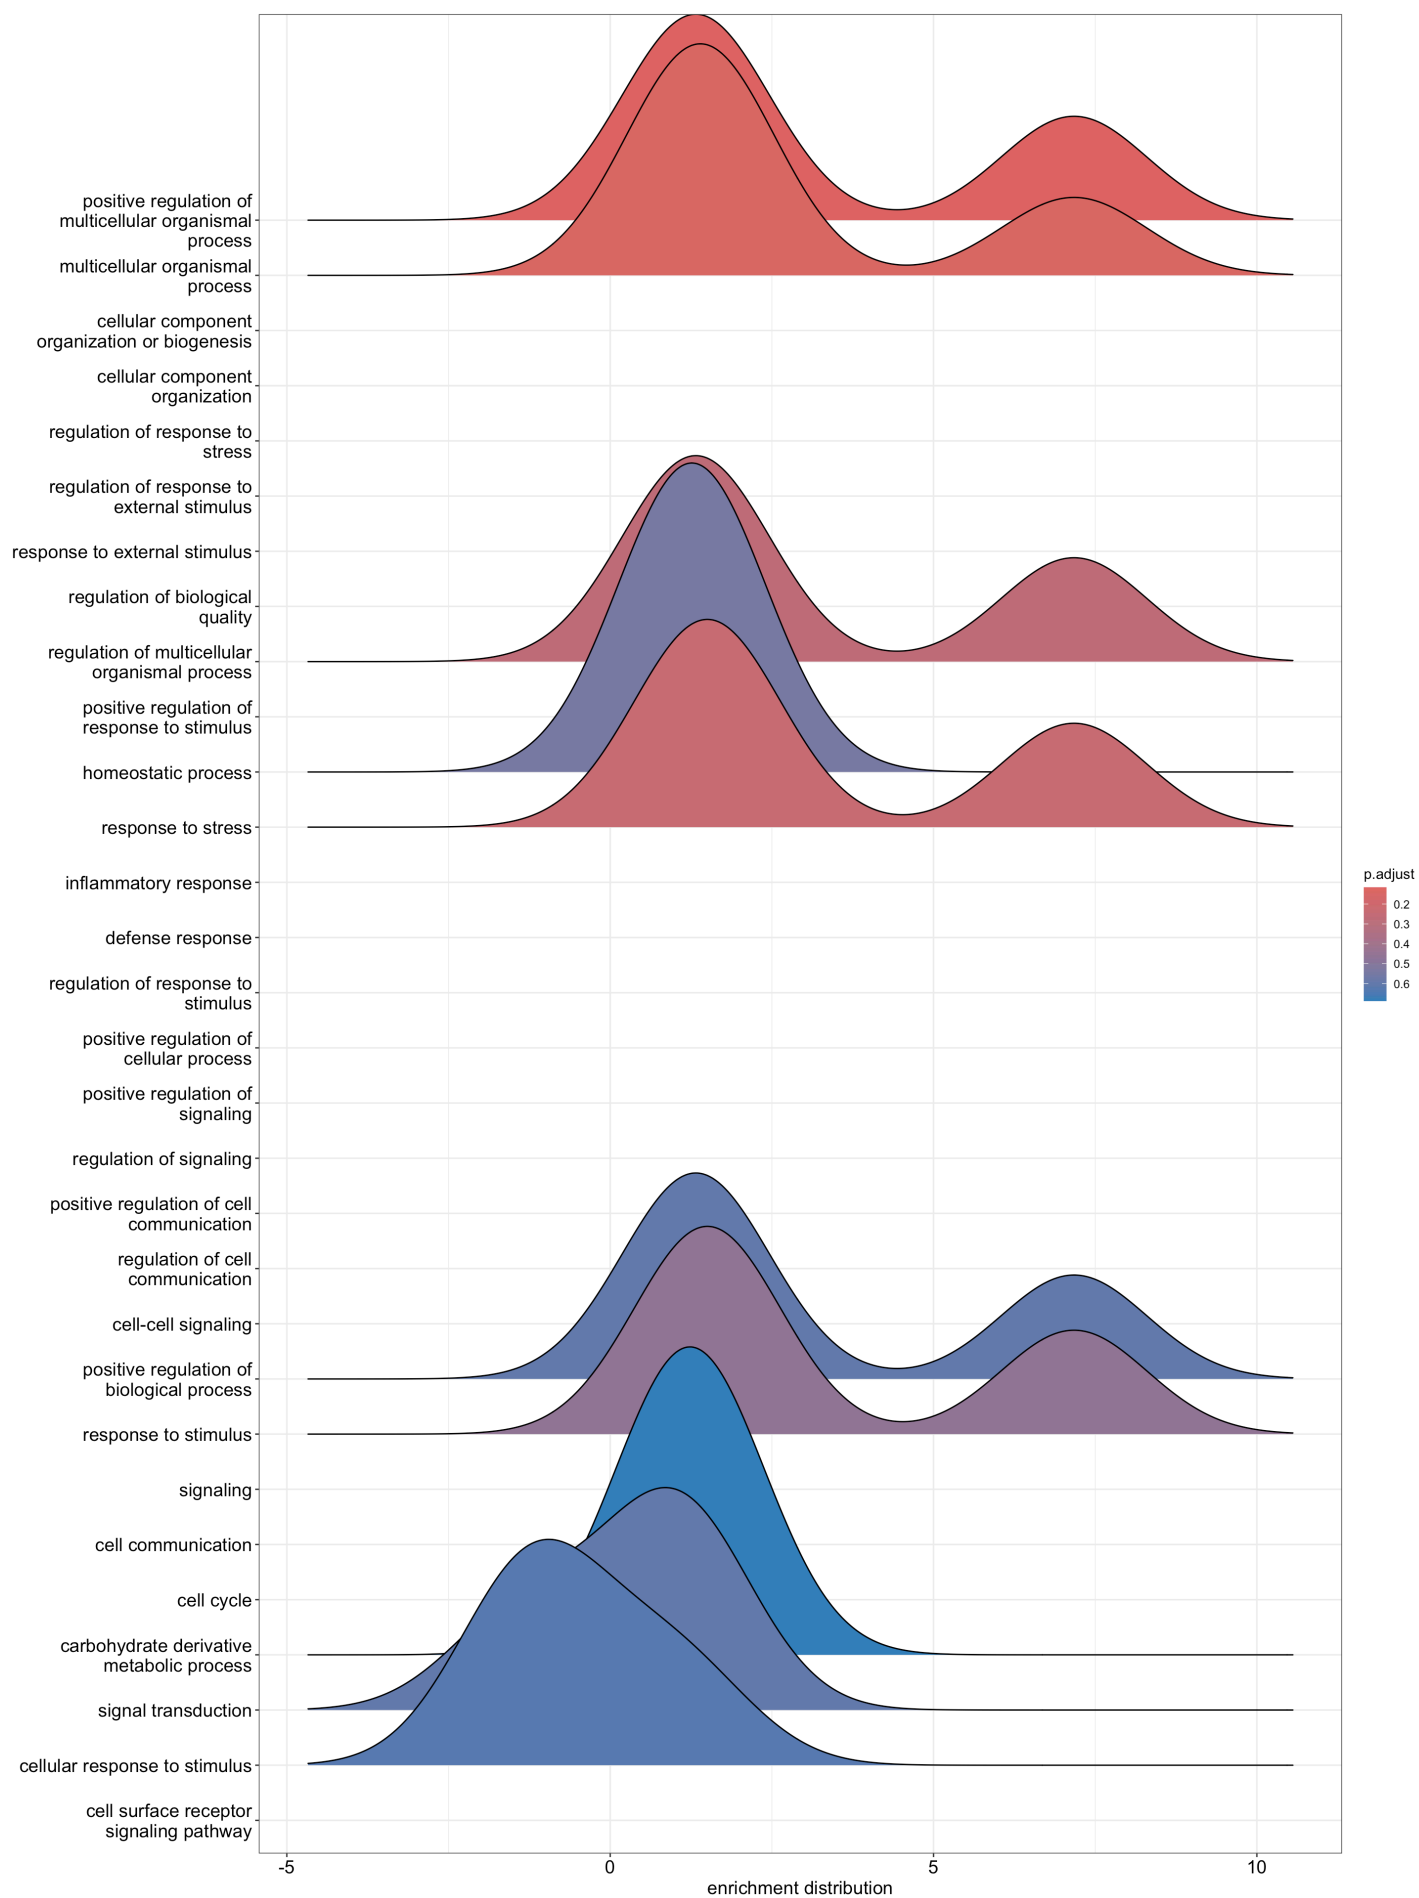 positive regulation of
multicellular organismal
process
multicellular organismal
process
cellular component
organization or biogenesis
cellular component
organization
regulation of response to
stress
regulation of response to
external stimulus
response to external stimulus
regulation of biological
quality
regulation of multicellular
organismal process
positive regulation of
response to stimulus
homeostatic process
response to stress
inflammatory response
defense response
regulation of response to
stimulus
positive regulation of
cellular process
positive regulation of
signaling
regulation of signaling
positive regulation of cell
communication
regulation of cell
communication
cell-cell signaling
positive regulation of
biological process
response to stimulus
signaling
cell communication
cell cycle
carbohydrate derivative
metabolic process
signal transduction
cellular response to stimulus
cell surface receptor
signaling pathway
-5 0 5 10
enrichment distribution
p.adjust
0.2
0.3
0.4
0.5
0.6